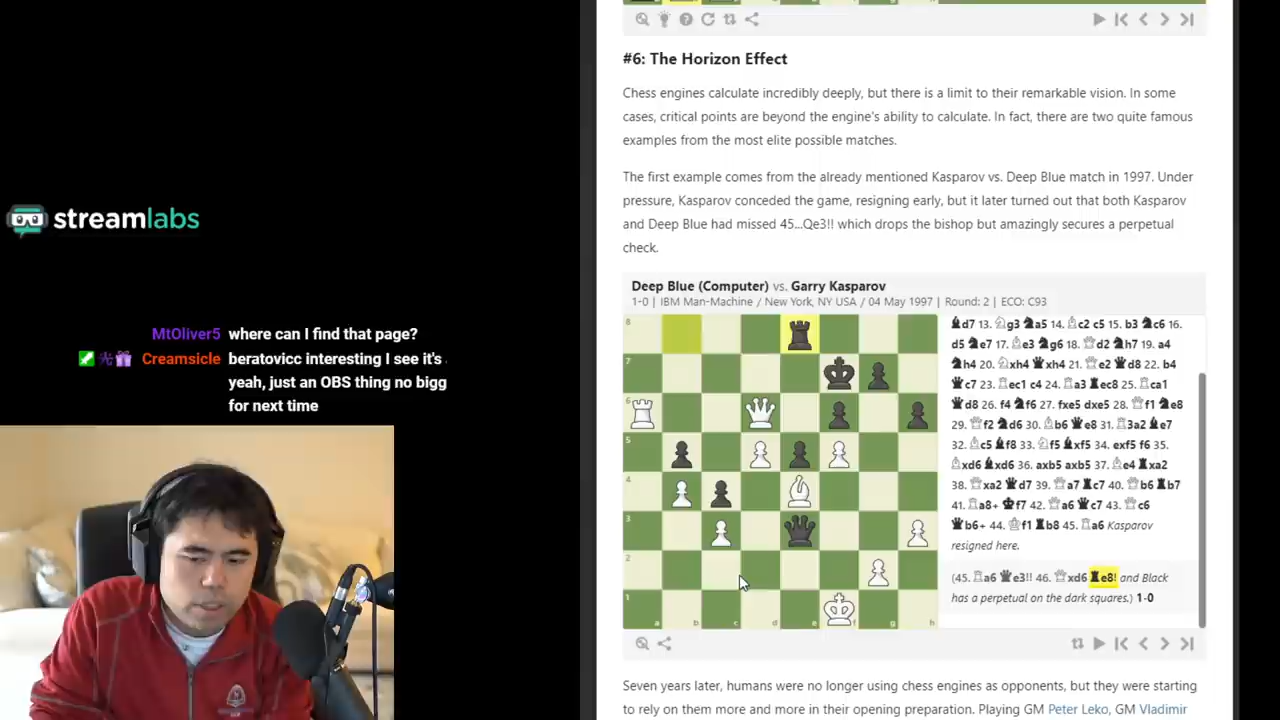 #6: The Horizon Effect
Chess engines calculate incredibly deeply, but there is a limit to their remarkable vision. In some
cases, critical points are beyond the engine's ability to calculate. In fact, there are two quite famous
examples from the most elite possible matches.
The first example comes from the already mentioned Kasparov vs. Deep Blue match in 1997. Under
pressure, Kasparov conceded the game, resigning early, but it later turned out that both Kasparov
and Deep Blue had missed 45...Qe3!! which drops the bishop but amazingly secures a perpetual
check.
streamlabs
MtOliver5 where can I find that page?
Creamsicle beratovicc interesting I see it's
yeah, just an OBS thing no bigg
for next time
Deep Blue (Computer) vs. Garry Kasparov
1-0 | IBM Man-Machine / New York, NY USA / 04 May 1997 | Round: 2 | ECO: C93
8
7
6
5
4
3
2
1
a b c d e f g h
♝d7 13. ♘g3 ♞a5 14. ♗c2 c5 15. b3 ♞c6 16.
d5 ♞e7 17. ♗e3 ♞g6 18. ♕d2 ♞h7 19. a4
♞h4 20. ♘xh4 ♛xh4 21. ♕e2 ♛d8 22. b4
♛c7 23. ♖ec1 c4 24. ♖a3 ♜ec8 25. ♖ca1
♛d8 26. f4 ♞f6 27. fxe5 dxe5 28. ♕f1 ♞e8
29. ♕f2 ♞d6 30. ♗b6 ♛e8 31. ♖3a2 ♝e7
32. ♗c5 ♝f8 33. ♘f5 ♝xf5 34. exf5 f6 35.
♗xd6 ♝xd6 36. axb5 axb5 37. ♗e4 ♜xa2
38. ♕xa2 ♛d7 39. ♕a7 ♜c7 40. ♕b6 ♜b7
41. ♖a8+ ♚f7 42. ♕a6 ♛c7 43. ♕c6
♛b6+ 44. ♔f1 ♜b8 45. ♖a6 Kasparov
resigned here.
(45. ♖a6 ♛e3!! 46. ♕xd6 ♜e8! and Black
has a perpetual on the dark squares.) 1-0
Seven years later, humans were no longer using chess engines as opponents, but they were starting
to rely on them more and more in their opening preparation. Playing GM Peter Leko, GM Vladimir